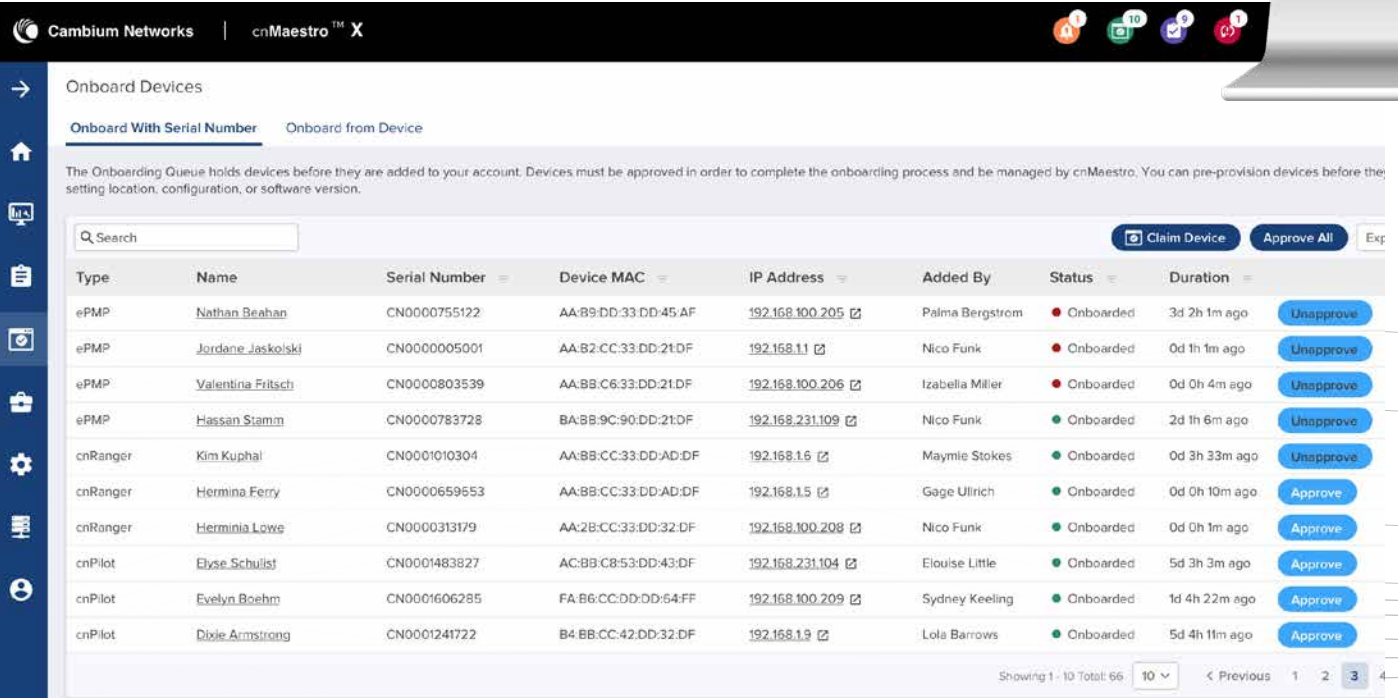 Cambium Networks | cnMaestro™ X 1 10 9 1
Onboard Devices
Onboard With Serial Number Onboard from Device
The Onboarding Queue holds devices before they are added to your account. Devices must be approved in order to complete the onboarding process and be managed by cnMaestro. You can pre-provision devices before they
setting location, configuration, or software version.
Search Claim Device Approve All Exp
Type Name Serial Number Device MAC IP Address Added By Status Duration
ePMP Nathan Beahan CN0000755122 AA:B9:DD:33:DD:45:AF 192.168.100.205 Palma Bergstrom Onboarded 3d 2h 1m ago Unapprove
ePMP Jordane Jaskolski CN0000005001 AA:B2:CC:33:DD:21:DF 192.168.1.1 Nico Funk Onboarded 0d 1h 1m ago Unapprove
ePMP Valentina Fritsch CN0000803539 AA:BB:C6:33:DD:21:DF 192.168.100.206 Izabella Miller Onboarded 0d 0h 4m ago Unapprove
ePMP Hassan Stamm CN0000783728 BA:BB:9C:90:DD:21:DF 192.168.231.109 Nico Funk Onboarded 2d 1h 6m ago Unapprove
cnRanger Kim Kuphal CN0001010304 AA:BB:CC:33:DD:AD:DF 192.168.1.6 Maymie Stokes Onboarded 0d 3h 33m ago Unapprove
cnRanger Hermina Ferry CN0000659653 AA:BB:CC:33:DD:AD:DF 192.168.1.5 Gage Ullrich Onboarded 0d 0h 10m ago Approve
cnRanger Herminia Lowe CN0000313179 AA:2B:CC:33:DD:32:DF 192.168.100.208 Nico Funk Onboarded 0d 0h 1m ago Approve
cnPilot Elyse Schulist CN0001483827 AC:BB:C8:53:DD:43:DF 192.168.231.104 Elouise Little Onboarded 5d 3h 3m ago Approve
cnPilot Evelyn Boehm CN0001606285 FA:B6:CC:DD:DD:54:FF 192.168.100.209 Sydney Keeling Onboarded 1d 4h 22m ago Approve
cnPilot Dixie Armstrong CN0001241722 B4:BB:CC:42:DD:32:DF 192.168.1.9 Lola Barrows Onboarded 5d 4h 11m ago Approve
Showing 1 - 10 Total: 66 10 < Previous 1 2 3 4